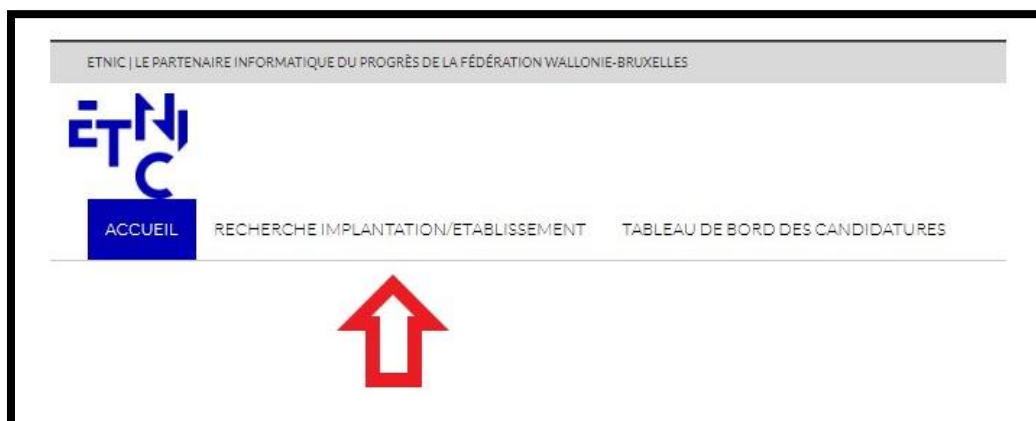 ETNIC | LE PARTENAIRE INFORMATIQUE DU PROGRÈS DE LA FÉDÉRATION WALLONIE-BRUXELLES
ETNIC
ACCUEIL RECHERCHE IMPLANTATION/ETABLISSEMENT TABLEAU DE BORD DES CANDIDATURES